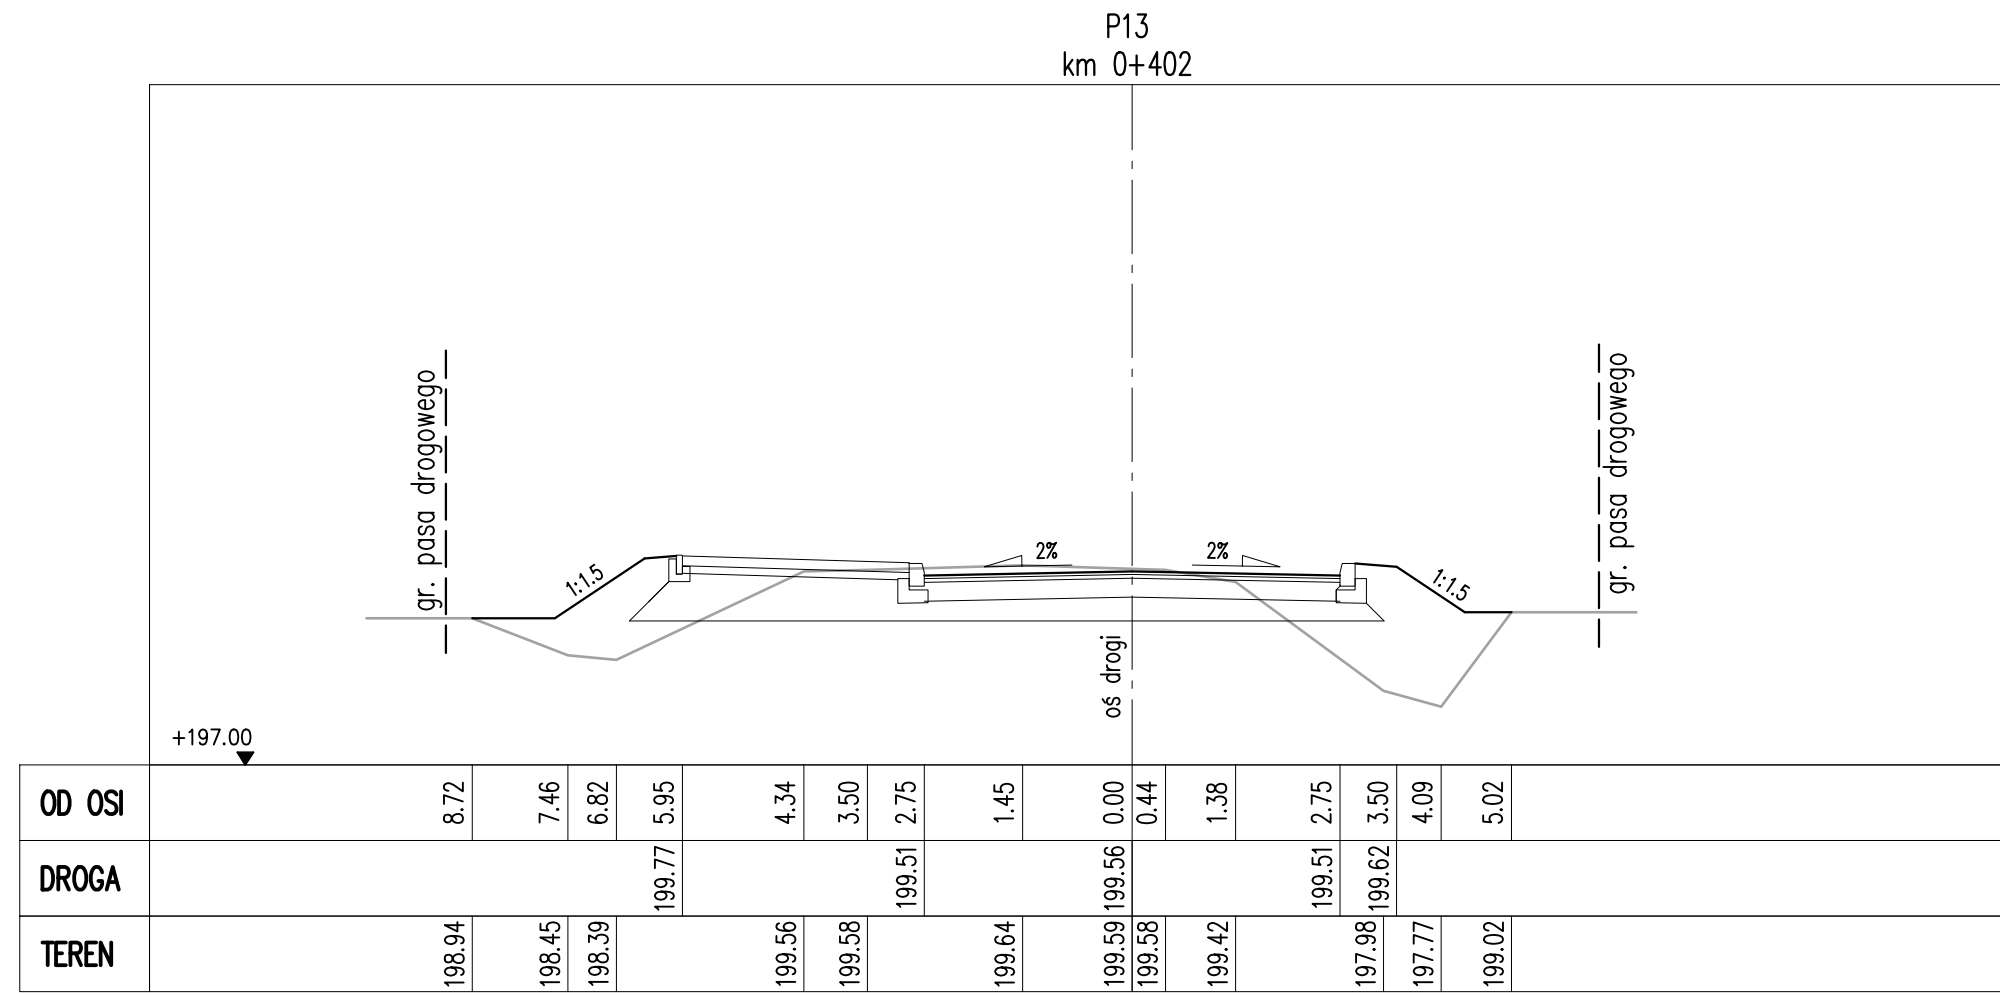 P13
km 0+402
gr. pasa drogowego
gr. pasa drogowego
1:1.5
2%
2%
1:1.5
oś drogi
+197.00
OD OSI 8.72 7.46 6.82 5.95 4.34 3.50 2.75 1.45 0.00 0.44 1.38 2.75 3.50 4.09 5.02
DROGA 199.77 199.51 199.56 199.51 199.62
TEREN 198.94 198.45 198.39 199.56 199.58 199.64 199.59 199.58 199.42 197.98 197.77 199.02